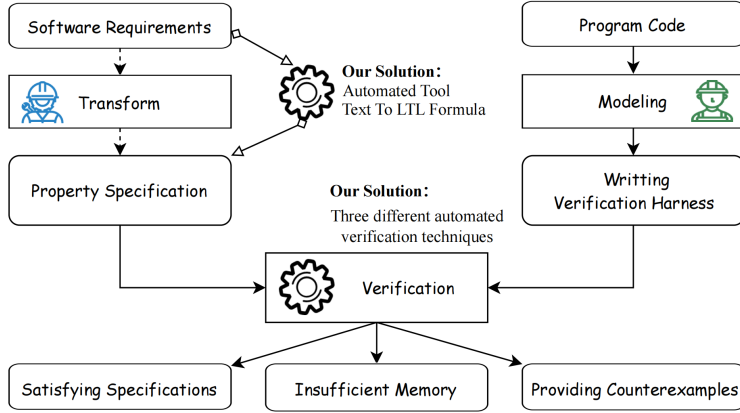 Software Requirements
Program Code
Our Solution:
Automated Tool
Text To LTL Formula
Transform
Modeling
Property Specification
Writting
Verification Harness
Our Solution:
Three different automated
verification techniques
Verification
Satisfying Specifications
Insufficient Memory
Providing Counterexamples